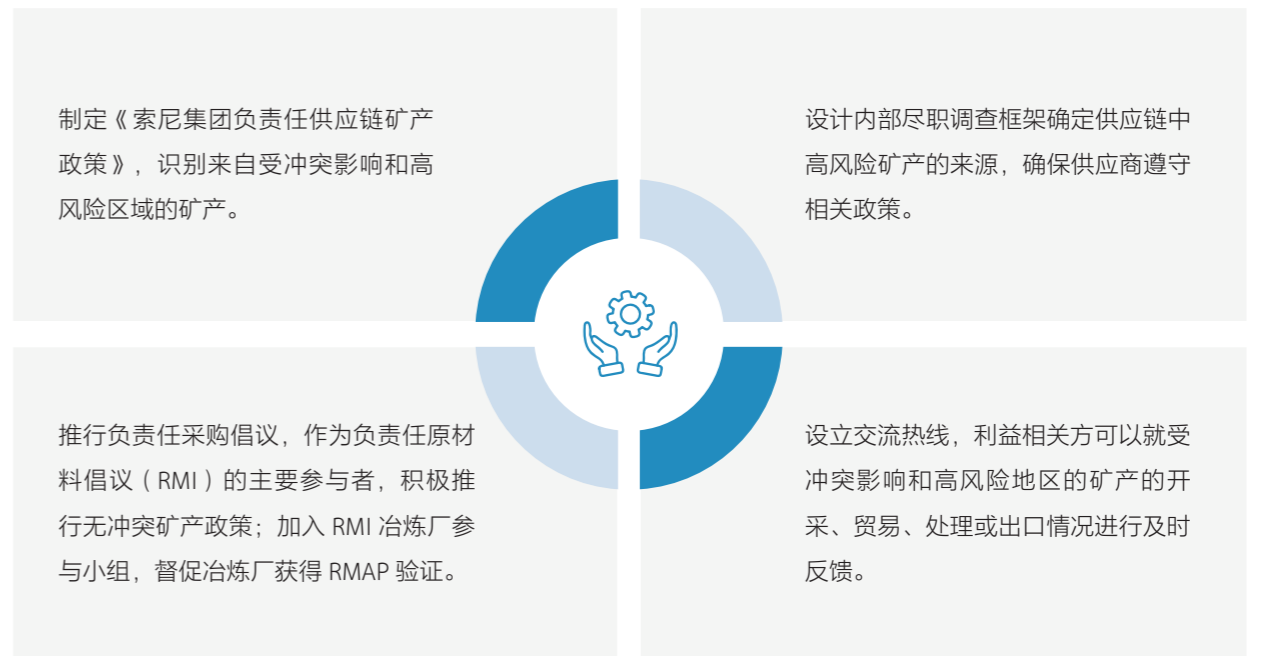 制定《索尼集团负责任供应链矿产
政策》，识别来自受冲突影响和高
风险区域的矿产。
设计内部尽职调查框架确定供应链中
高风险矿产的来源，确保供应商遵守
相关政策。
推行负责任采购倡议，作为负责任原材
料倡议（RMI）的主要参与者，积极推
行无冲突矿产政策；加入 RMI 冶炼厂参
与小组，督促冶炼厂获得 RMAP 验证。
设立交流热线，利益相关方可以就受
冲突影响和高风险地区的矿产的开
采、贸易、处理或出口情况进行及时
反馈。